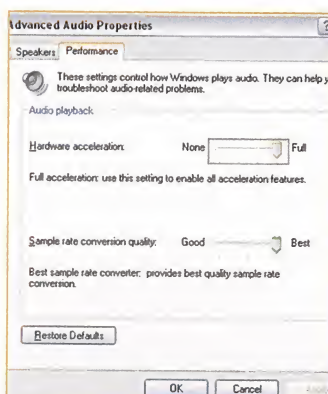 Advanced Audio Properties
?
Speakers Performance
These settings control how Windows plays audio. They can help y
troubleshoot audio-related problems.
Audio playback
Hardware acceleration: None Full
Full acceleration: use this setting to enable all acceleration features.
Sample rate conversion quality: Good Best
Best sample rate converter: provides best quality sample rate
conversion.
Restore Defaults
OK Cancel